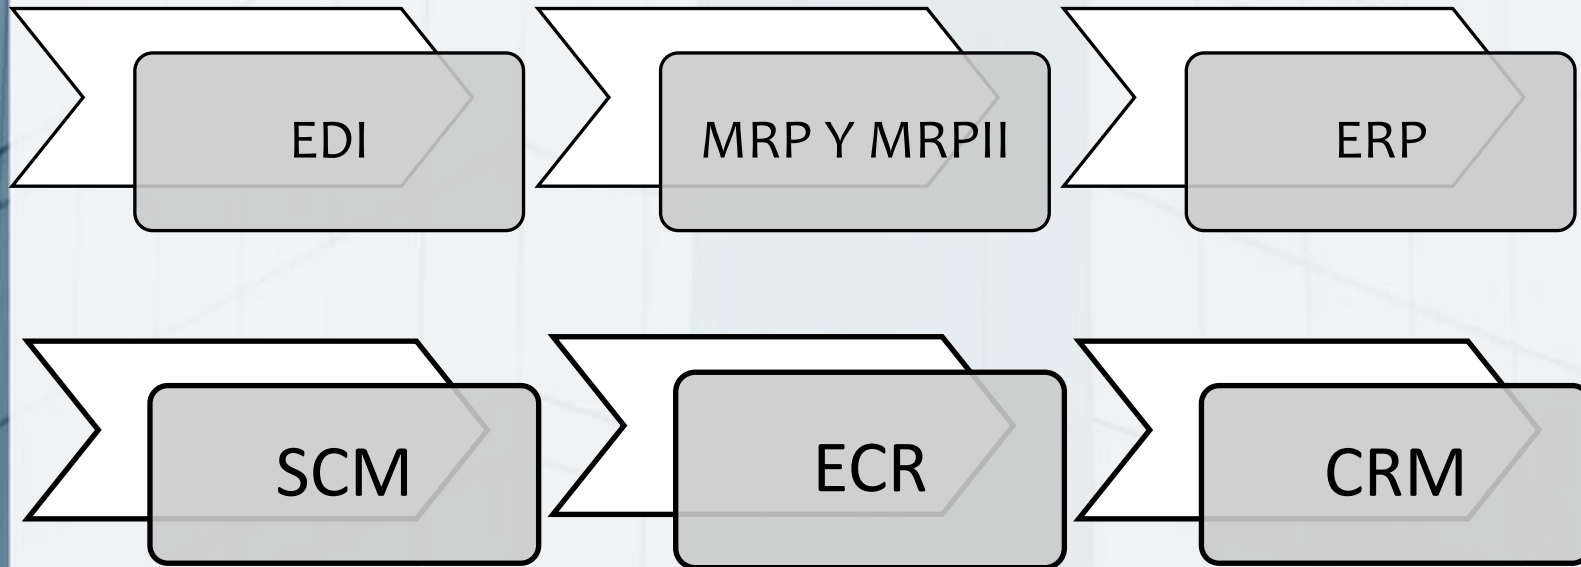 EDI
MRP Y MRPII
ERP
SCM
ECR
CRM